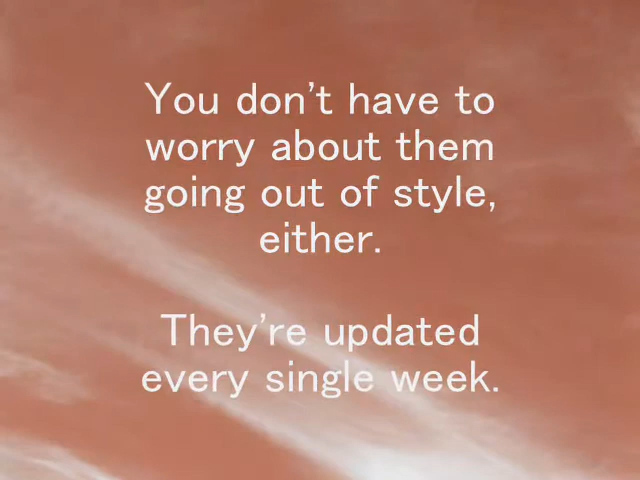 You don't have to
worry about them
going out of style,
either.
They're updated
every single week.